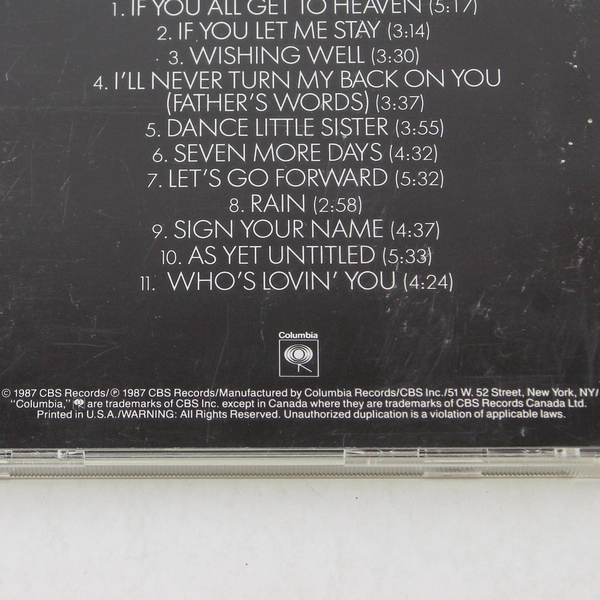 1. IF YOU ALL GET TO HEAVEN (5:17)
2. IF YOU LET ME STAY (3:14)
3. WISHING WELL (3:30)
4. I'LL NEVER TURN MY BACK ON YOU
(FATHER'S WORDS) (3:37)
5. DANCE LITTLE SISTER (3:55)
6. SEVEN MORE DAYS (4:32)
7. LET'S GO FORWARD (5:32)
8. RAIN (2:58)
9. SIGN YOUR NAME (4:37)
10. AS YET UNTITLED (5:33)
11. WHO'S LOVIN' YOU (4:24)
Columbia
© 1987 CBS Records/℗ 1987 CBS Records/Manufactured by Columbia Records/CBS Inc./51 W. 52 Street, New York, NY/
"Columbia," are trademarks of CBS Inc. except in Canada where they are trademarks of CBS Records Canada Ltd.
Printed in U.S.A./WARNING: All Rights Reserved. Unauthorized duplication is a violation of applicable laws.